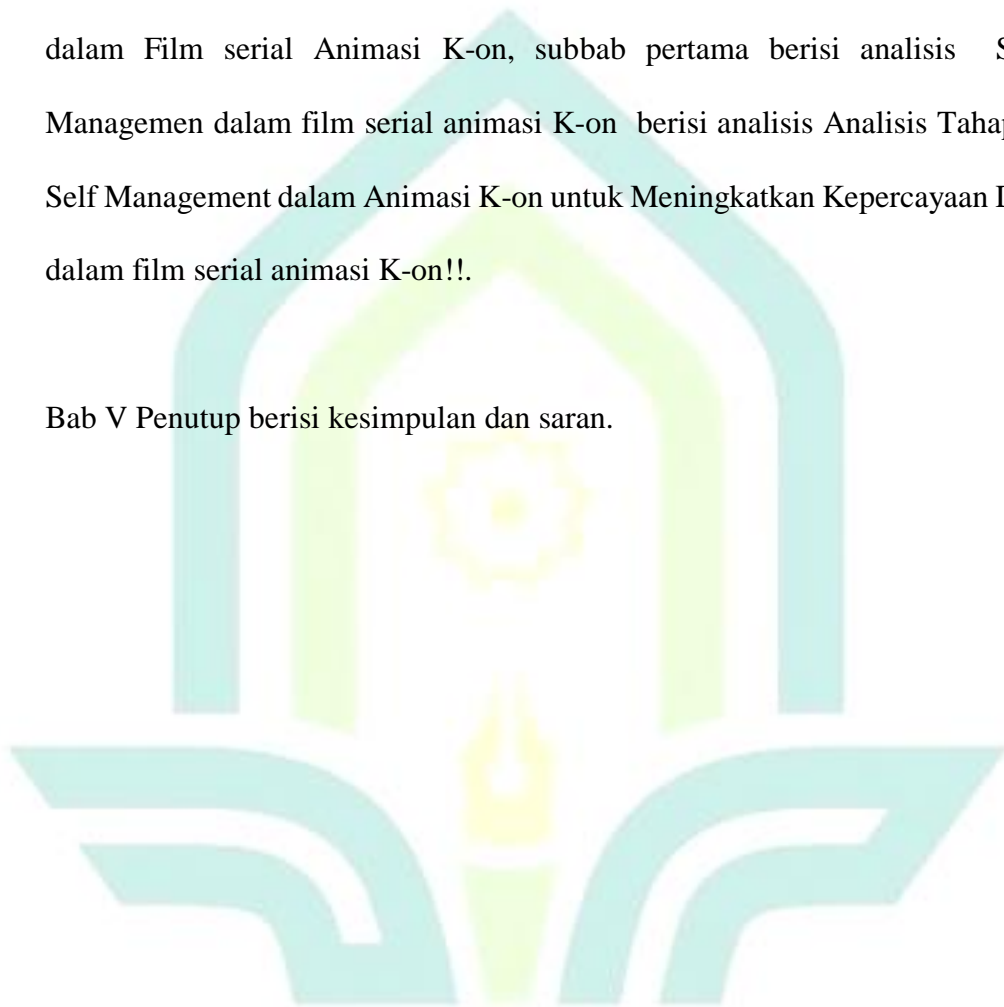 dalam Film serial Animasi K-on, subbab pertama berisi analisis
Managemen dalam film serial animasi K-on berisi analisis Analisis
Self Management dalam Animasi K-on untuk Meningkatkan Kepercayaan
dalam film serial animasi K-on!!.
Bab V Penutup berisi kesimpulan dan saran.